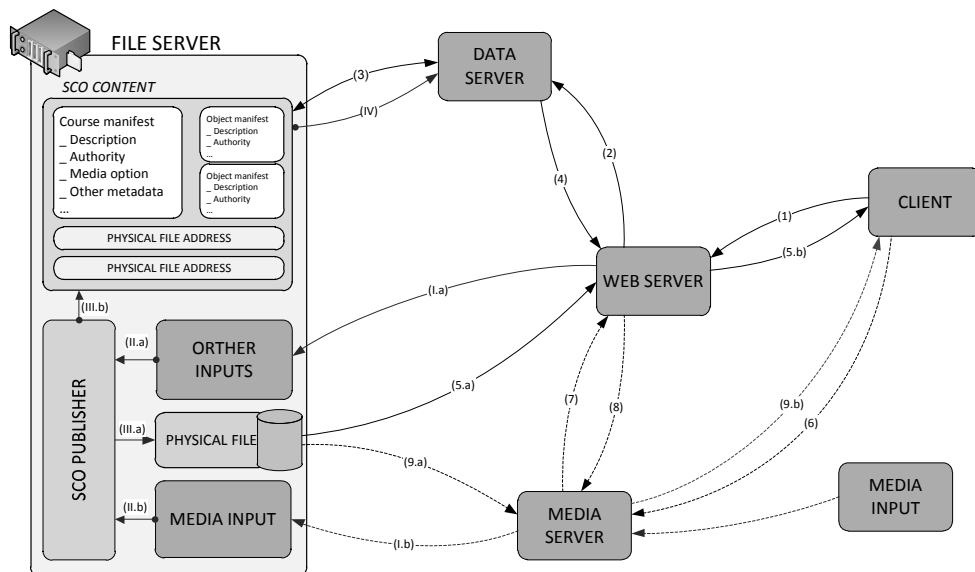 FILE SERVER
SCO CONTENT
Course manifest
_ Description
_ Authority
_ Media option
_ Other metadata
...
Object manifest
_ Description
_ Authority
...
Object manifest
_ Description
_ Authority
...
PHYSICAL FILE ADDRESS
PHYSICAL FILE ADDRESS
(III.b)
SCO PUBLISHER
(II.a)
ORTHER
INPUTS
(III.a)
PHYSICAL FILE
(II.b)
MEDIA INPUT
DATA
SERVER
(3)
(IV)
(2)
(4)
CLIENT
(1)
(5.b)
WEB SERVER
(I.a)
(5.a)
(7)
(8)
(9.b)
(6)
(9.a)
(I.b)
MEDIA
SERVER
MEDIA
INPUT